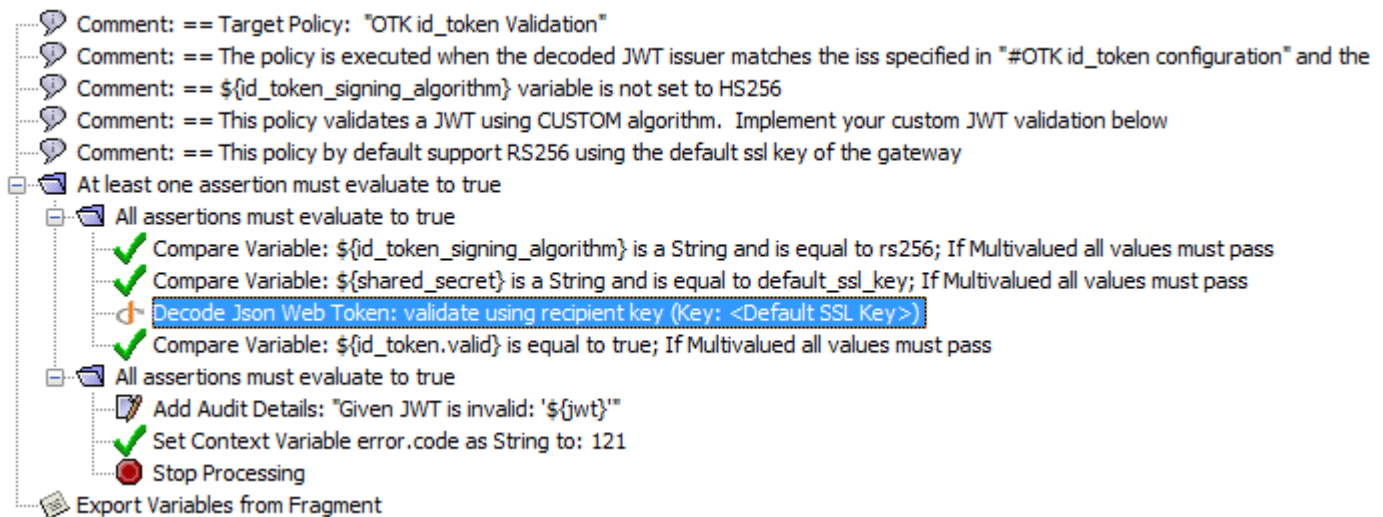 Comment: == Target Policy:  "OTK id_token Validation"
Comment: == The policy is executed when the decoded JWT issuer matches the iss specified in "#OTK id_token configuration" and the
Comment: == ${id_token_signing_algorithm} variable is not set to HS256
Comment: == This policy validates a JWT using CUSTOM algorithm.  Implement your custom JWT validation below
Comment: == This policy by default support RS256 using the default ssl key of the gateway
At least one assertion must evaluate to true
All assertions must evaluate to true
Compare Variable: ${id_token_signing_algorithm} is a String and is equal to rs256; If Multivalued all values must pass
Compare Variable: ${shared_secret} is a String and is equal to default_ssl_key; If Multivalued all values must pass
Decode Json Web Token: validate using recipient key (Key: <Default SSL Key>)
Compare Variable: ${id_token.valid} is equal to true; If Multivalued all values must pass
All assertions must evaluate to true
Add Audit Details: "Given JWT is invalid: '${jwt}'"
Set Context Variable error.code as String to: 121
Stop Processing
Export Variables from Fragment